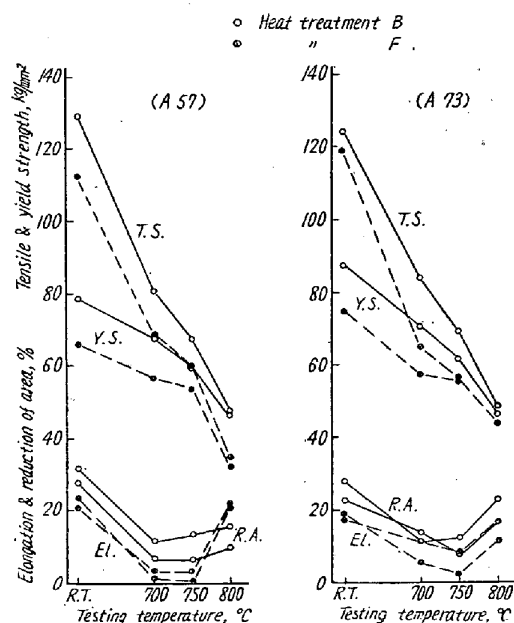 ○ Heat treatment B
● " F
Tensile & yield strength, kg/mm²
Elongation & reduction of area, %
(A 57)
140
120
100
80
60
40
20
0
T.S.
Y.S.
R.A.
El.
R.T. 700 750 800
Testing temperature, °C
(A 73)
140
120
100
80
60
40
20
0
T.S.
Y.S.
R.A.
El.
R.T. 700 750 800
Testing temperature, °C